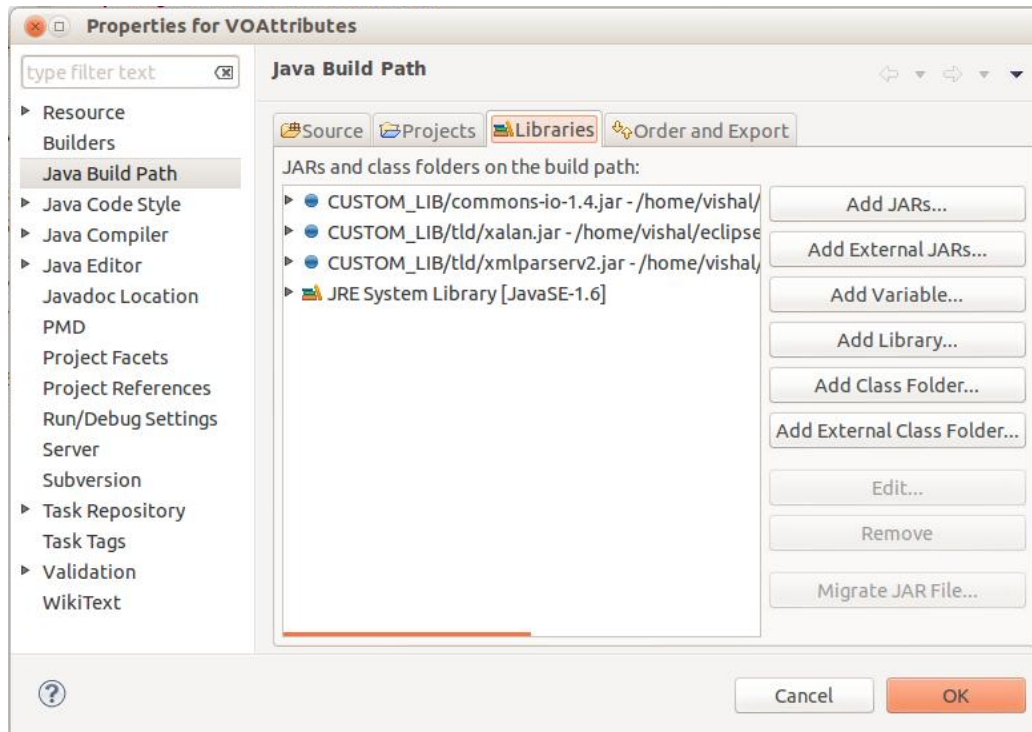 Properties for VOAttributes
type filter text
Resource
Builders
Java Build Path
Java Code Style
Java Compiler
Java Editor
Javadoc Location
PMD
Project Facets
Project References
Run/Debug Settings
Server
Subversion
Task Repository
Task Tags
Validation
WikiText
Java Build Path
Source Projects Libraries Order and Export
JARs and class folders on the build path:
CUSTOM_LIB/commons-io-1.4.jar - /home/vishal/
CUSTOM_LIB/tld/xalan.jar - /home/vishal/eclipse
CUSTOM_LIB/tld/xmlparserv2.jar - /home/vishal/
JRE System Library [JavaSE-1.6]
Add JARs...
Add External JARs...
Add Variable...
Add Library...
Add Class Folder...
Add External Class Folder...
Edit...
Remove
Migrate JAR File...
Cancel
OK